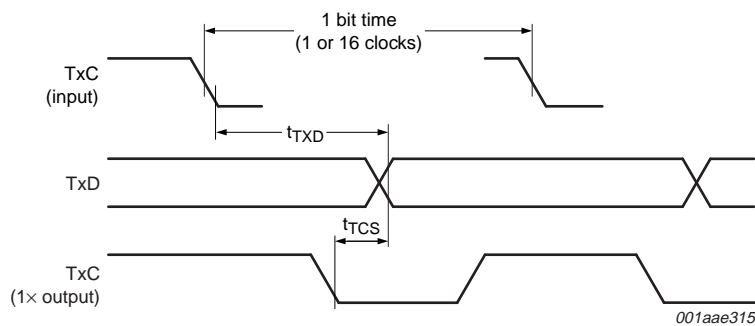 1 bit time
(1 or 16 clocks)
TxC
(input)
tTXD
TxD
tTCS
TxC
(1× output)
001aae315